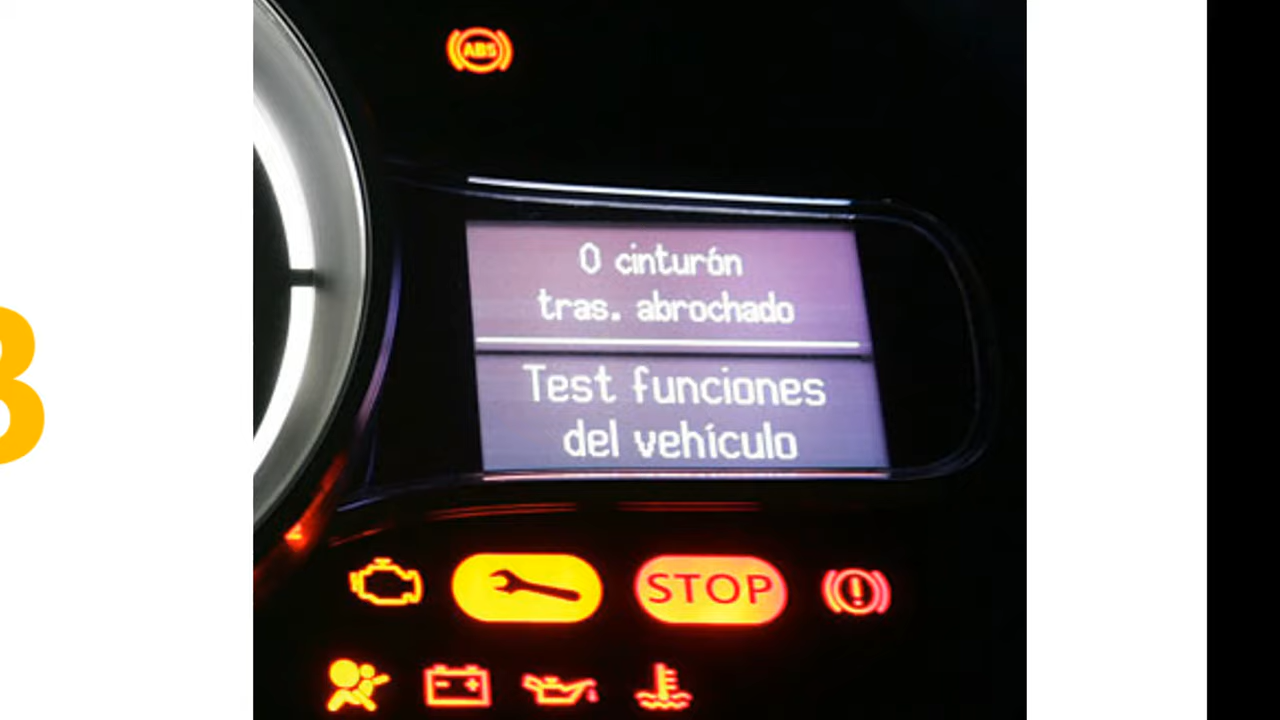 ABS
0 cinturón
tras. abrochado
Test funciones
del vehículo
STOP